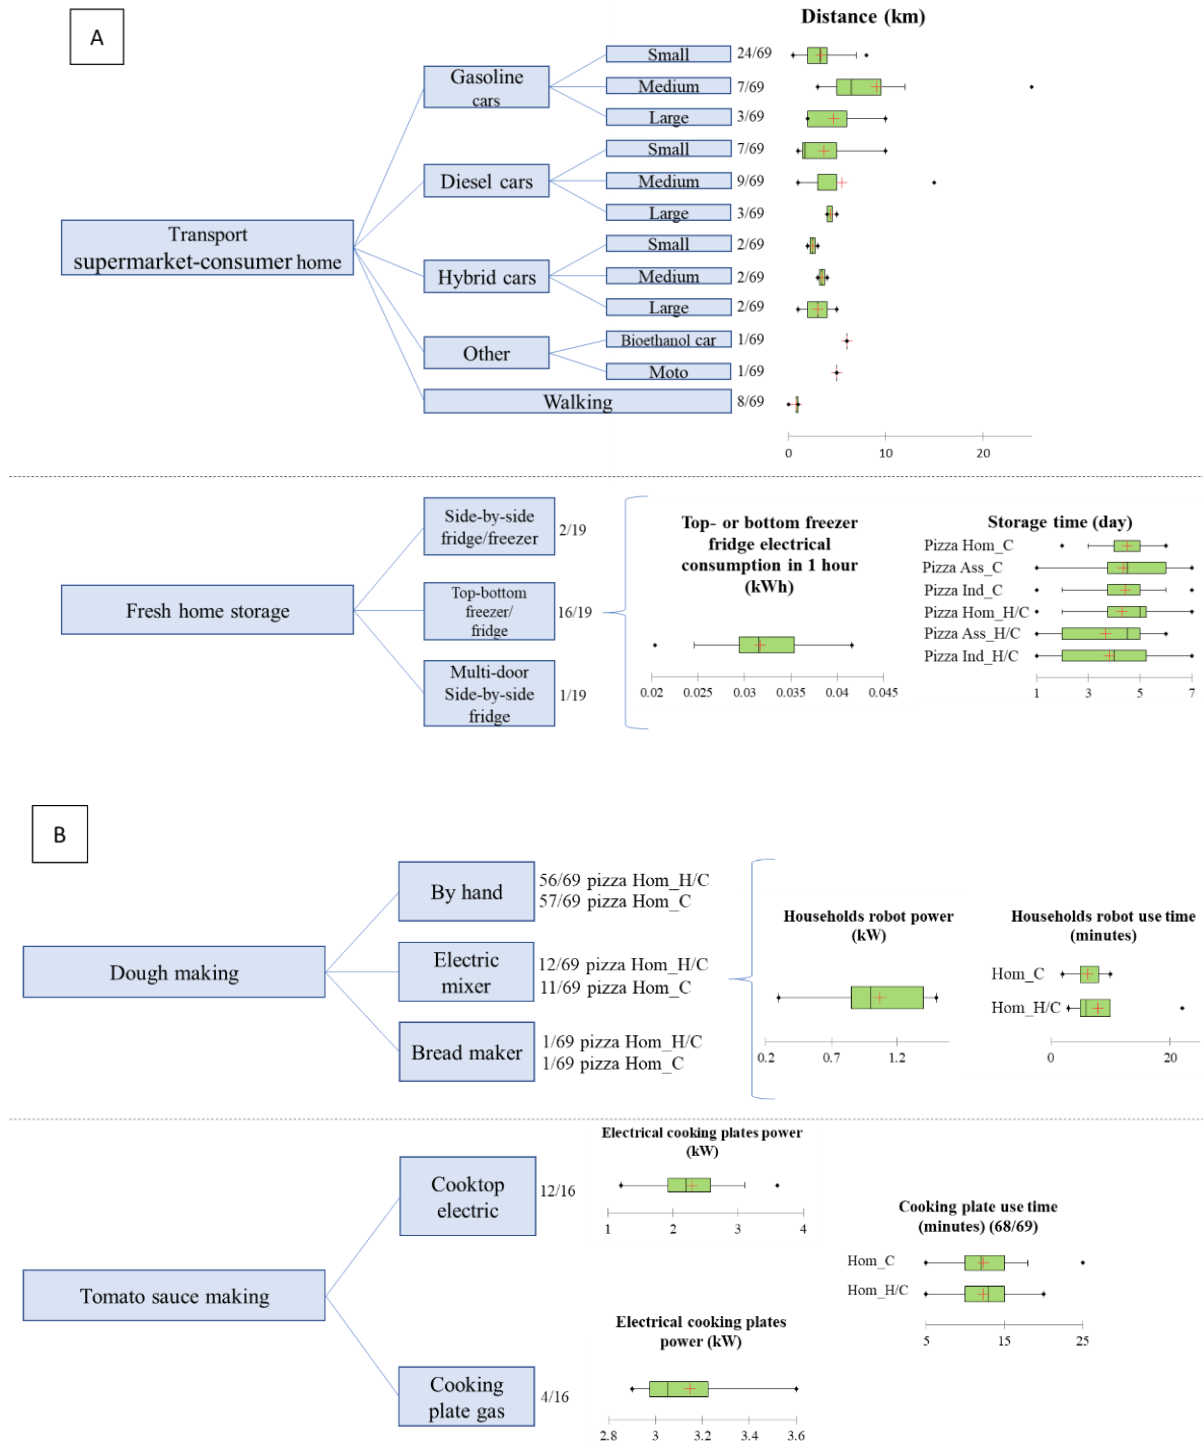 A
Distance (km)
Gasoline
cars
Small
24/69
Medium
7/69
Large
3/69
Diesel cars
Small
7/69
Medium
9/69
Large
3/69
Transport
supermarket-consumer home
Hybrid cars
Small
2/69
Medium
2/69
Large
2/69
Other
Bioethanol car
1/69
Moto
1/69
Walking
8/69
0 10 20
Fresh home storage
Side-by-side
fridge/freezer
2/19
Top-bottom
freezer/
fridge
16/19
Multi-door
Side-by-side
fridge
1/19
Top- or bottom freezer
fridge electrical
consumption in 1 hour
(kWh)
0.02 0.025 0.03 0.035 0.04 0.045
Storage time (day)
Pizza Hom_C
Pizza Ass_C
Pizza Ind_C
Pizza Hom_H/C
Pizza Ass_H/C
Pizza Ind_H/C
1 3 5 7
B
Dough making
By hand
56/69 pizza Hom_H/C
57/69 pizza Hom_C
Electric
mixer
12/69 pizza Hom_H/C
11/69 pizza Hom_C
Bread maker
1/69 pizza Hom_H/C
1/69 pizza Hom_C
Households robot power
(kW)
0.2 0.7 1.2
Households robot use time
(minutes)
Hom_C
Hom_H/C
0 20
Tomato sauce making
Cooktop
electric
12/16
Cooking
plate gas
4/16
Electrical cooking plates power
(kW)
1 2 3 4
Electrical cooking plates
power (kW)
2.8 3 3.2 3.4 3.6
Cooking plate use time
(minutes) (68/69)
Hom_C
Hom_H/C
5 15 25